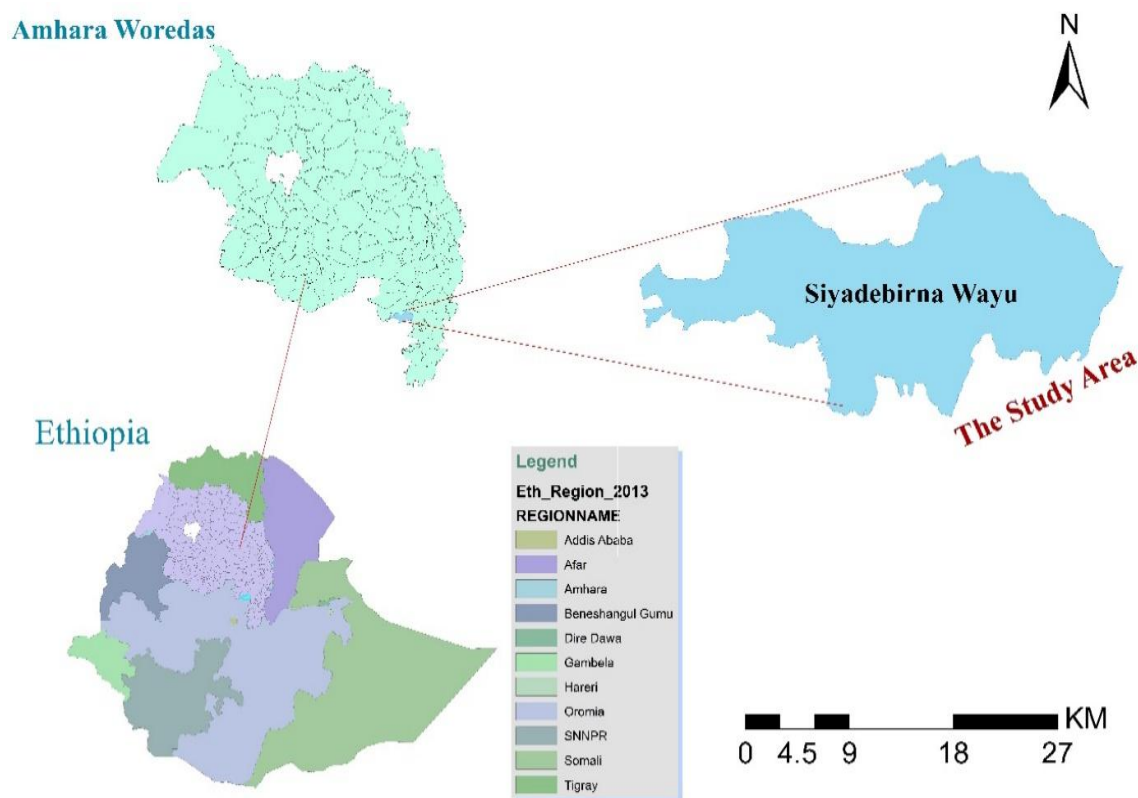 Amhara Woredas
N
Siyadebirna Wayu
The Study Area
Ethiopia
Legend
Eth_Region_2013
REGIONNAME
Addis Ababa
Afar
Amhara
Beneshangul Gumu
Dire Dawa
Gambela
Hareri
Oromia
SNNPR
Somali
Tigray
KM
0 4.5 9 18 27